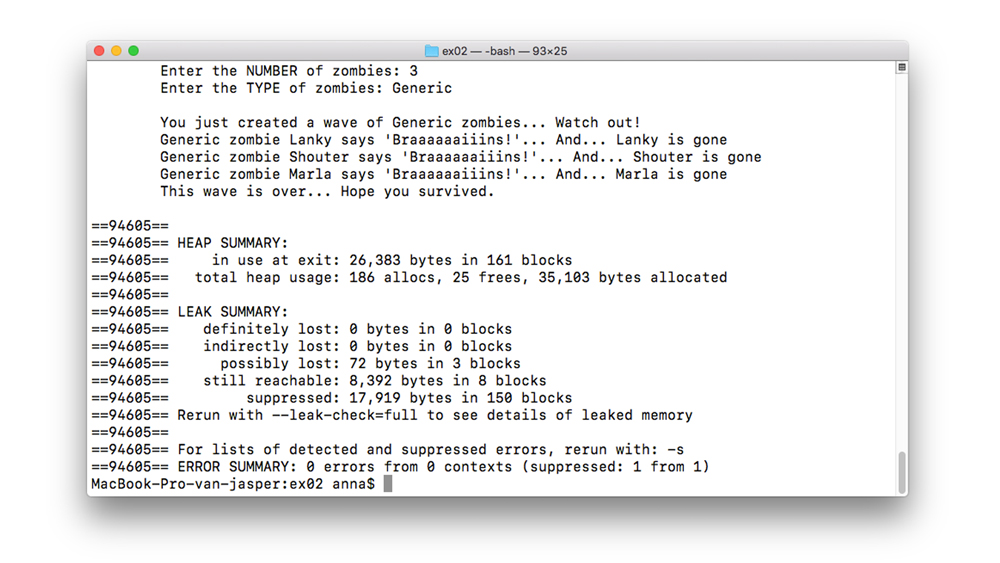 ex02 — -bash — 93×25
Enter the NUMBER of zombies: 3
Enter the TYPE of zombies: Generic
You just created a wave of Generic zombies... Watch out!
Generic zombie Lanky says 'Braaaaaaiiins!'... And... Lanky is gone
Generic zombie Shouter says 'Braaaaaaiiins!'... And... Shouter is gone
Generic zombie Marla says 'Braaaaaaiiins!'... And... Marla is gone
This wave is over... Hope you survived.
==94605==
==94605== HEAP SUMMARY:
==94605==     in use at exit: 26,383 bytes in 161 blocks
==94605==   total heap usage: 186 allocs, 25 frees, 35,103 bytes allocated
==94605==
==94605== LEAK SUMMARY:
==94605==    definitely lost: 0 bytes in 0 blocks
==94605==    indirectly lost: 0 bytes in 0 blocks
==94605==      possibly lost: 72 bytes in 3 blocks
==94605==    still reachable: 8,392 bytes in 8 blocks
==94605==         suppressed: 17,919 bytes in 150 blocks
==94605== Rerun with --leak-check=full to see details of leaked memory
==94605==
==94605== For lists of detected and suppressed errors, rerun with: -s
==94605== ERROR SUMMARY: 0 errors from 0 contexts (suppressed: 1 from 1)
MacBook-Pro-van-jasper:ex02 anna$